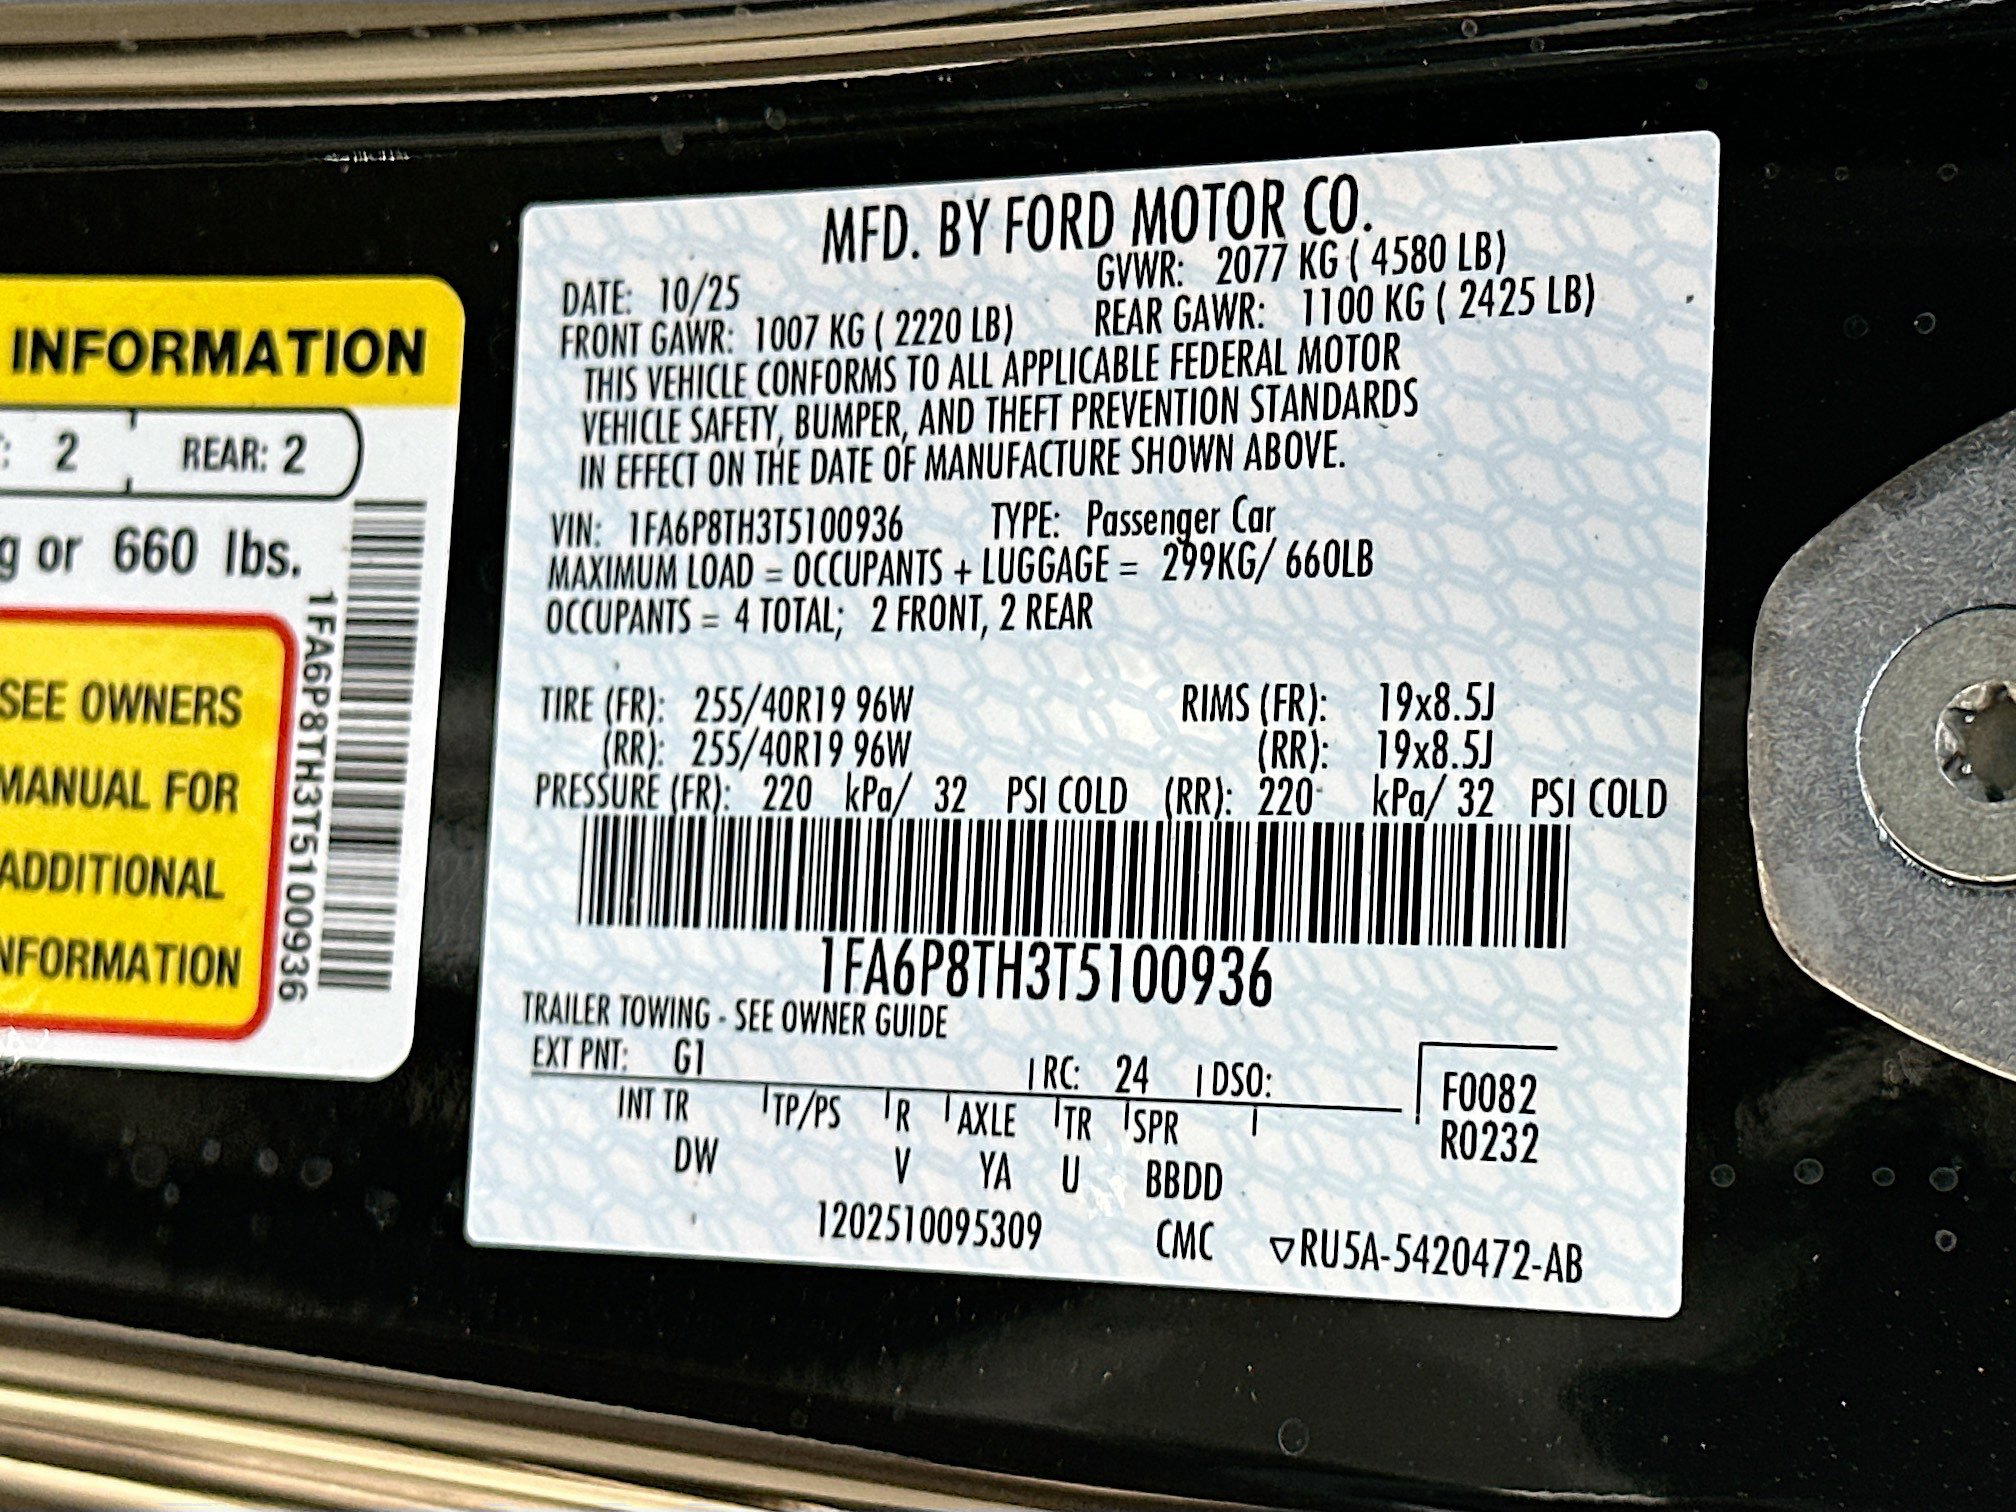 INFORMATION
: 2 REAR: 2
g or 660 lbs.
SEE OWNERS
MANUAL FOR
ADDITIONAL
NFORMATION
1FA6P8TH3T5100936
MFD. BY FORD MOTOR CO.
DATE: 10/25 GVWR: 2077 KG ( 4580 LB)
FRONT GAWR: 1007 KG ( 2220 LB) REAR GAWR: 1100 KG ( 2425 LB)
THIS VEHICLE CONFORMS TO ALL APPLICABLE FEDERAL MOTOR
VEHICLE SAFETY, BUMPER, AND THEFT PREVENTION STANDARDS
IN EFFECT ON THE DATE OF MANUFACTURE SHOWN ABOVE.
VIN: 1FA6P8TH3T5100936 TYPE: Passenger Car
MAXIMUM LOAD = OCCUPANTS + LUGGAGE = 299KG/ 660LB
OCCUPANTS = 4 TOTAL; 2 FRONT, 2 REAR
TIRE (FR): 255/40R19 96W RIMS (FR): 19x8.5J
(RR): 255/40R19 96W (RR): 19x8.5J
PRESSURE (FR): 220 kPa/ 32 PSI COLD (RR): 220 kPa/ 32 PSI COLD
1FA6P8TH3T5100936
TRAILER TOWING - SEE OWNER GUIDE
EXT PNT: G1 RC: 24 DSO: F0082
INT TR TP/PS R AXLE TR SPR R0232
DW V YA U BBDD
1202510095309 CMC ▽RU5A-5420472-AB